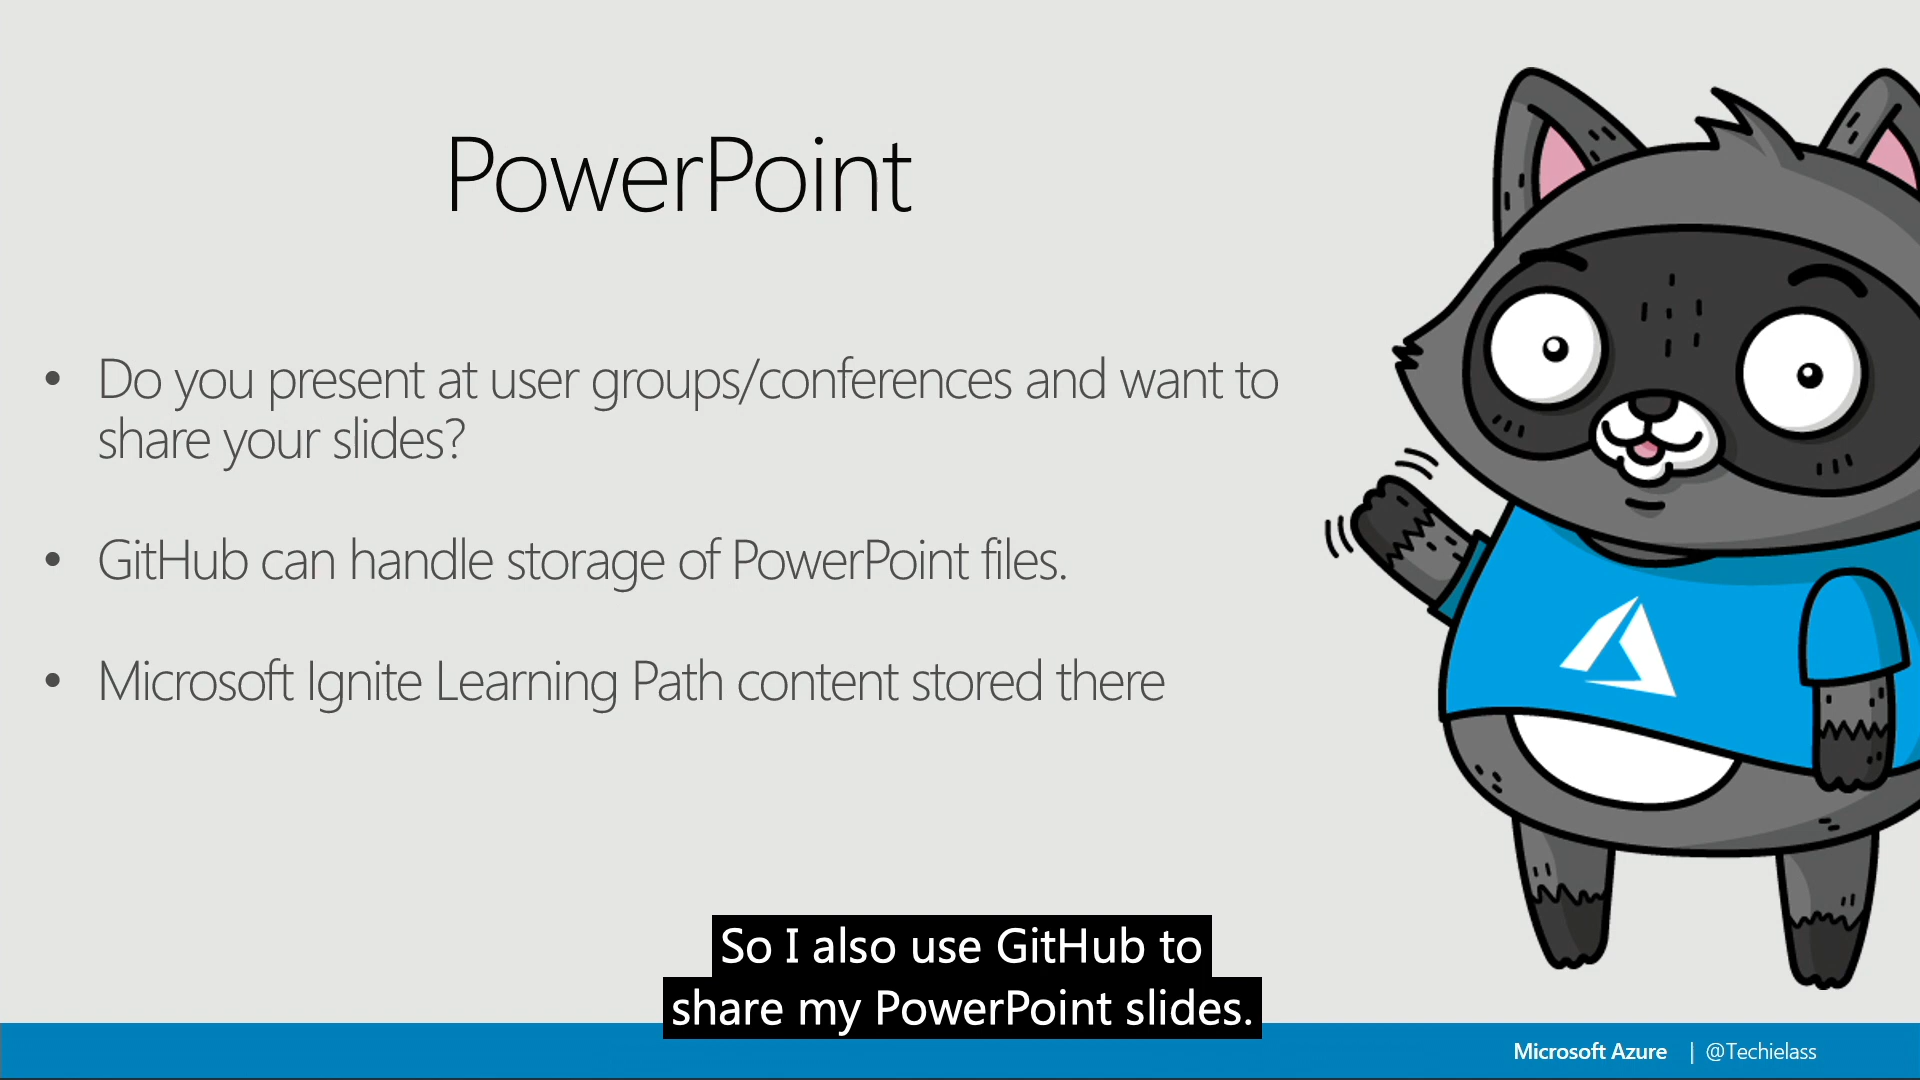 PowerPoint
• Do you present at user groups/conferences and want to
share your slides?
• GitHub can handle storage of PowerPoint files.
• Microsoft Ignite Learning Path content stored there
So I also use GitHub to
share my PowerPoint slides.
Microsoft Azure | @Techielass